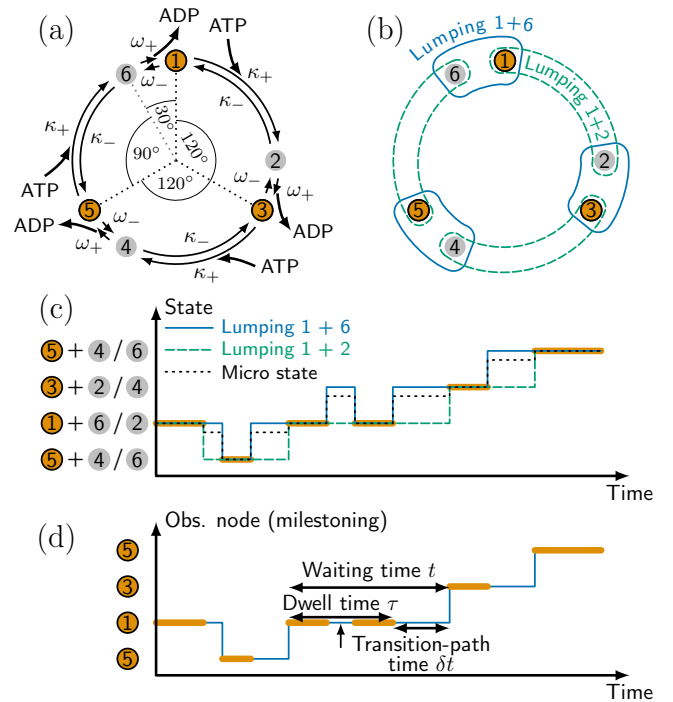 (a)
ADP
ATP
ω₊
1
6
ω₋
κ₊
κ₋
κ₊
κ₋
30°
120°
90°
120°
2
ω₋
ω₊
ATP
5
3
ADP
ω₋
ω₊
4
κ₋
κ₊
ADP
ATP
(b)
Lumping 1+6
6
1
Lumping 1+2
2
5
3
4
(c)
State
Lumping 1 + 6
Lumping 1 + 2
Micro state
5 + 4 / 6
3 + 2 / 4
1 + 6 / 2
5 + 4 / 6
Time
(d)
Obs. node (milestoning)
5
3
1
5
Waiting time t
Dwell time τ
Transition-path
time δt
Time